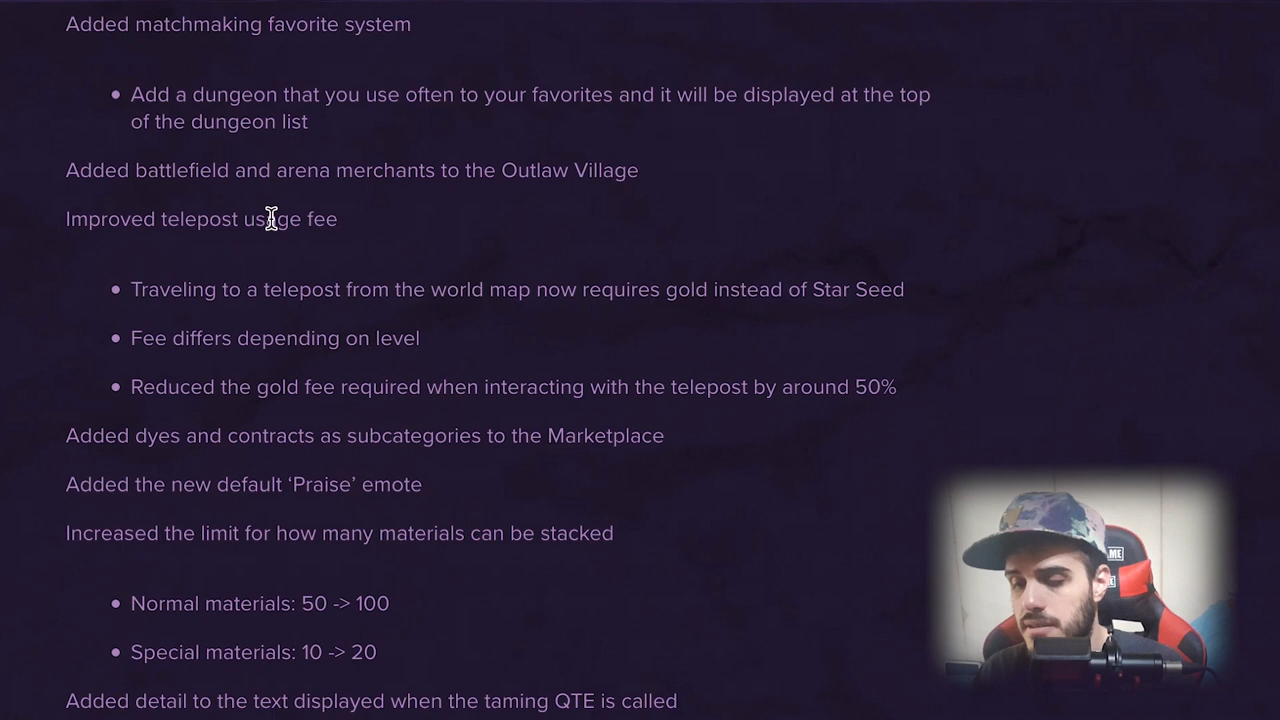 Added matchmaking favorite system
• Add a dungeon that you use often to your favorites and it will be displayed at the top
of the dungeon list
Added battlefield and arena merchants to the Outlaw Village
Improved telepost usage fee
• Traveling to a telepost from the world map now requires gold instead of Star Seed
• Fee differs depending on level
• Reduced the gold fee required when interacting with the telepost by around 50%
Added dyes and contracts as subcategories to the Marketplace
Added the new default ‘Praise’ emote
Increased the limit for how many materials can be stacked
• Normal materials: 50 -> 100
• Special materials: 10 -> 20
Added detail to the text displayed when the taming QTE is called